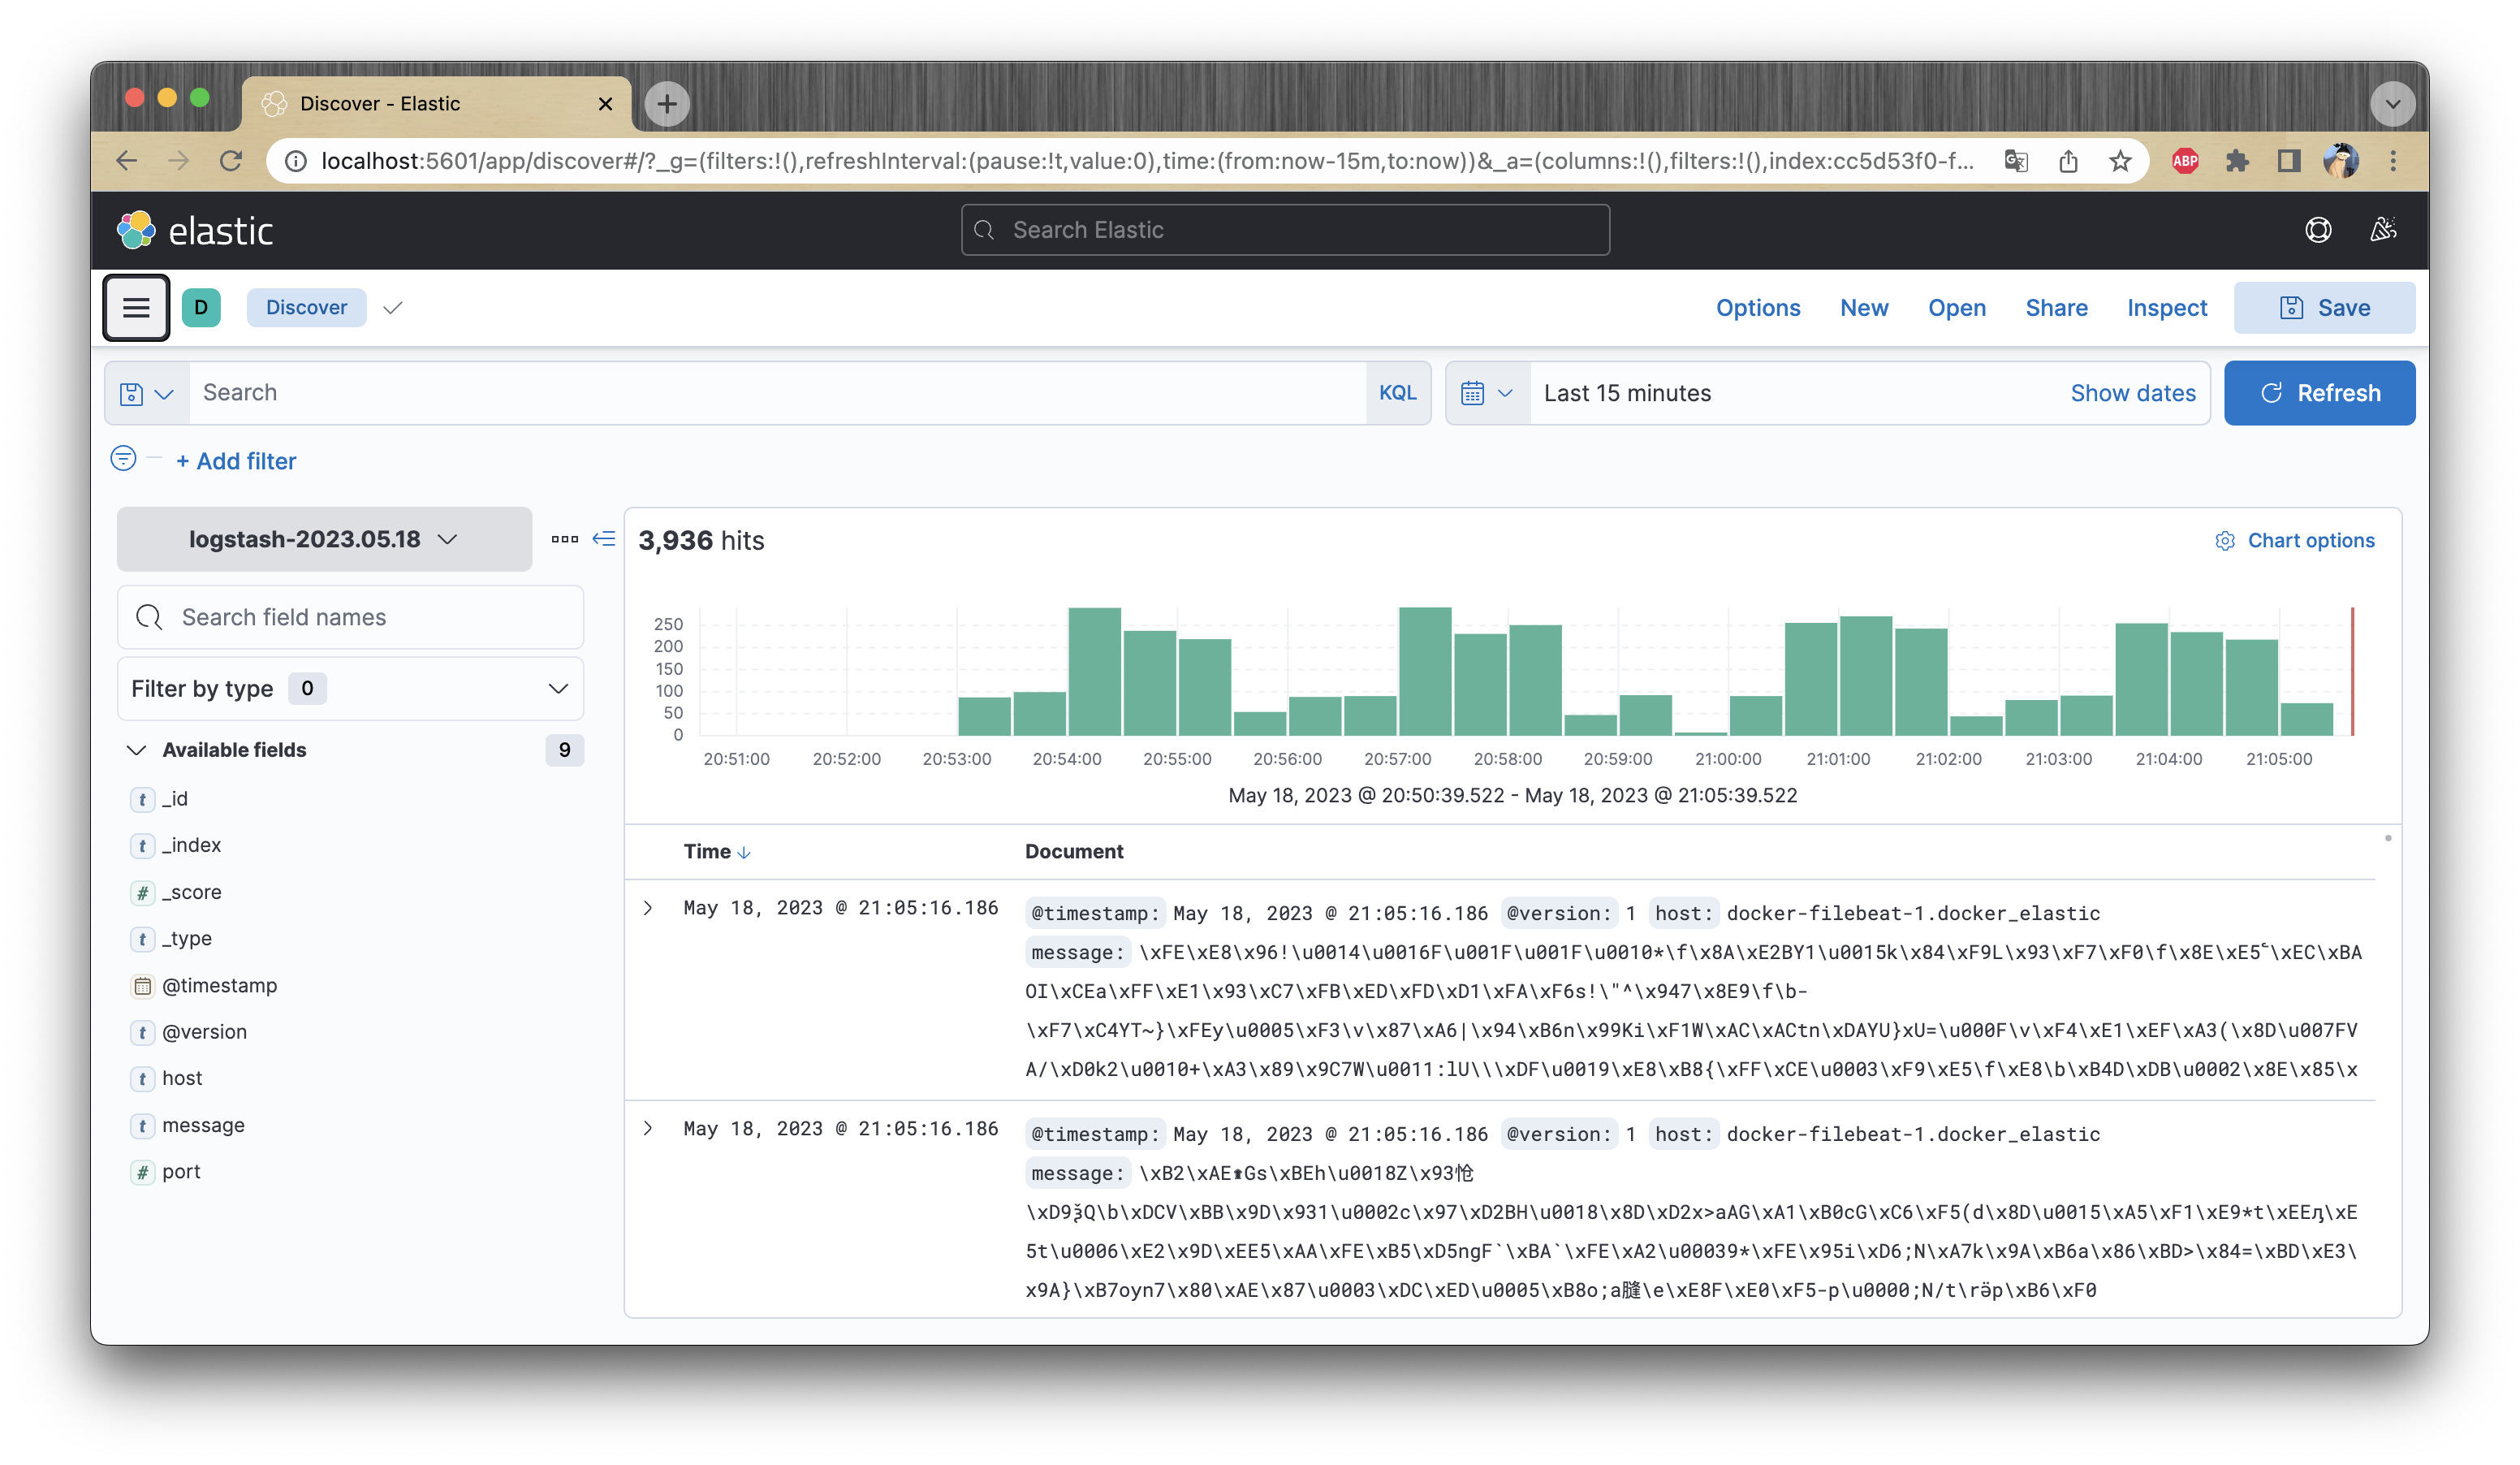 Discover - Elastic
localhost:5601/app/discover#/?_g=(filters:!(),refreshInterval:(pause:!t,value:0),time:(from:now-15m,to:now))&_a=(columns:!(),filters:!(),index:cc5d53f0-f...
ABP
elastic
Search Elastic
D
Discover
Options
New
Open
Share
Inspect
Save
Search
KQL
Last 15 minutes
Show dates
Refresh
+ Add filter
logstash-2023.05.18
Search field names
Filter by type 0
Available fields 9
t _id
t _index
# _score
t _type
@timestamp
t @version
t host
t message
# port
3,936 hits
Chart options
250
200
150
100
50
0
20:51:00 20:52:00 20:53:00 20:54:00 20:55:00 20:56:00 20:57:00 20:58:00 20:59:00 21:00:00 21:01:00 21:02:00 21:03:00 21:04:00 21:05:00
May 18, 2023 @ 20:50:39.522 - May 18, 2023 @ 21:05:39.522
Time Document
May 18, 2023 @ 21:05:16.186 @timestamp: May 18, 2023 @ 21:05:16.186 @version: 1 host: docker-filebeat-1.docker_elastic
message: \xFE\xE8\x96!\u0014\u0016F\u001F\u001F\u0010*\f\x8A\xE2BY1\u0015k\x84\xF9L\x93\xF7\xF0\f\x8E\xE5\xEC\xBA
OI\xCEa\xFF\xE1\x93\xC7\xFB\xED\xFD\xD1\xFA\xF6s!\"^\x947\x8E9\f\b-
\xF7\xC4YT~}\xFEy\u0005\xF3\v\x87\xA6|\x94\xB6n\x99Ki\xF1W\xAC\xACtn\xDAYU}xU=\u000F\v\xF4\xE1\xEF\xA3(\x8D\u007FV
A/\xD0k2\u0010+\xA3\x89\x9C7W\u0011:lU\\\xDF\u0019\xE8\xB8{\xFF\xCE\u0003\xF9\xE5\f\xE8\b\xB4D\xDB\u0002\x8E\x85\x
May 18, 2023 @ 21:05:16.186 @timestamp: May 18, 2023 @ 21:05:16.186 @version: 1 host: docker-filebeat-1.docker_elastic
message: \xB2\xAEGs\xBEh\u0018Z\x93怆
\xD9ѯQ\b\xDCV\xBB\x9D\x931\u0002c\x97\xD2BH\u0018\x8D\xD2x>aAG\xA1\xB0cG\xC6\xF5(d\x8D\u0015\xA5\xF1\xE9*t\xEEԓ\xE
5t\u0006\xE2\x9D\xEE5\xAA\xFE\xB5\xD5ngF`\xBA`\xFE\xA2\u00039*\xFE\x95i\xD6;N\xA7k\x9A\xB6a\x86\xBD>\x84=\xBD\xE3\
x9A}\xB7oyn7\x80\xAE\x87\u0003\xDC\xED\u0005\xB8o;a\e\xE8F\xE0\xF5-p\u0000;N/t\rӛp\xB6\xF0